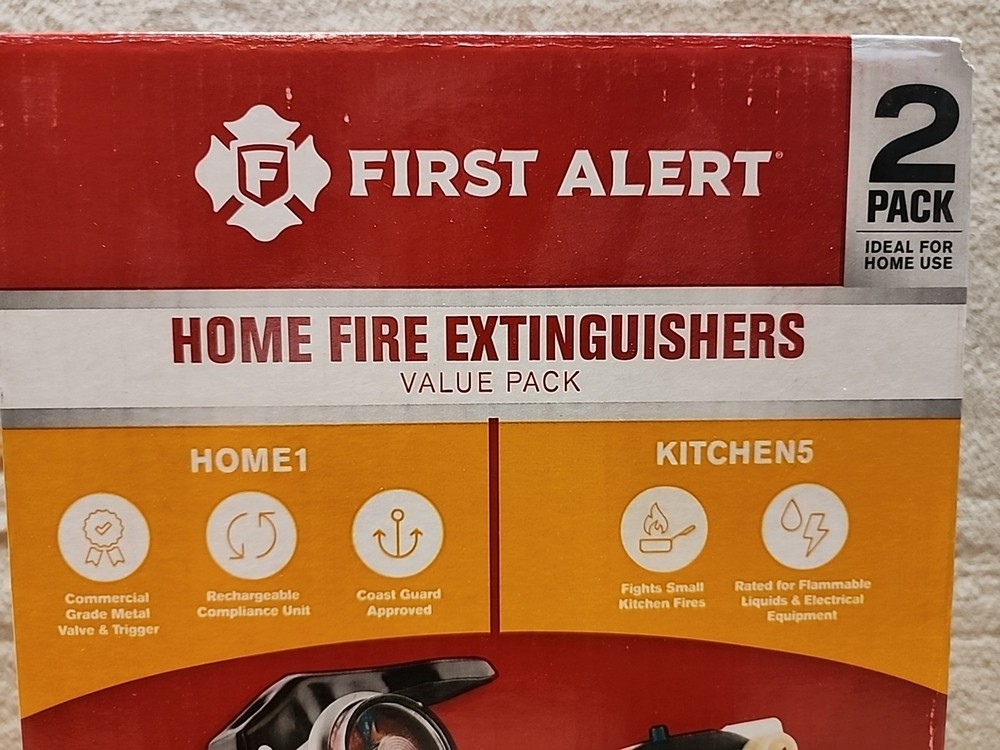 F FIRST ALERT®
2
PACK
IDEAL FOR
HOME USE
HOME FIRE EXTINGUISHERS
VALUE PACK
HOME1
Commercial
Grade Metal
Valve & Trigger
Rechargeable
Compliance Unit
Coast Guard
Approved
KITCHEN5
Fights Small
Kitchen Fires
Rated for Flammable
Liquids & Electrical
Equipment